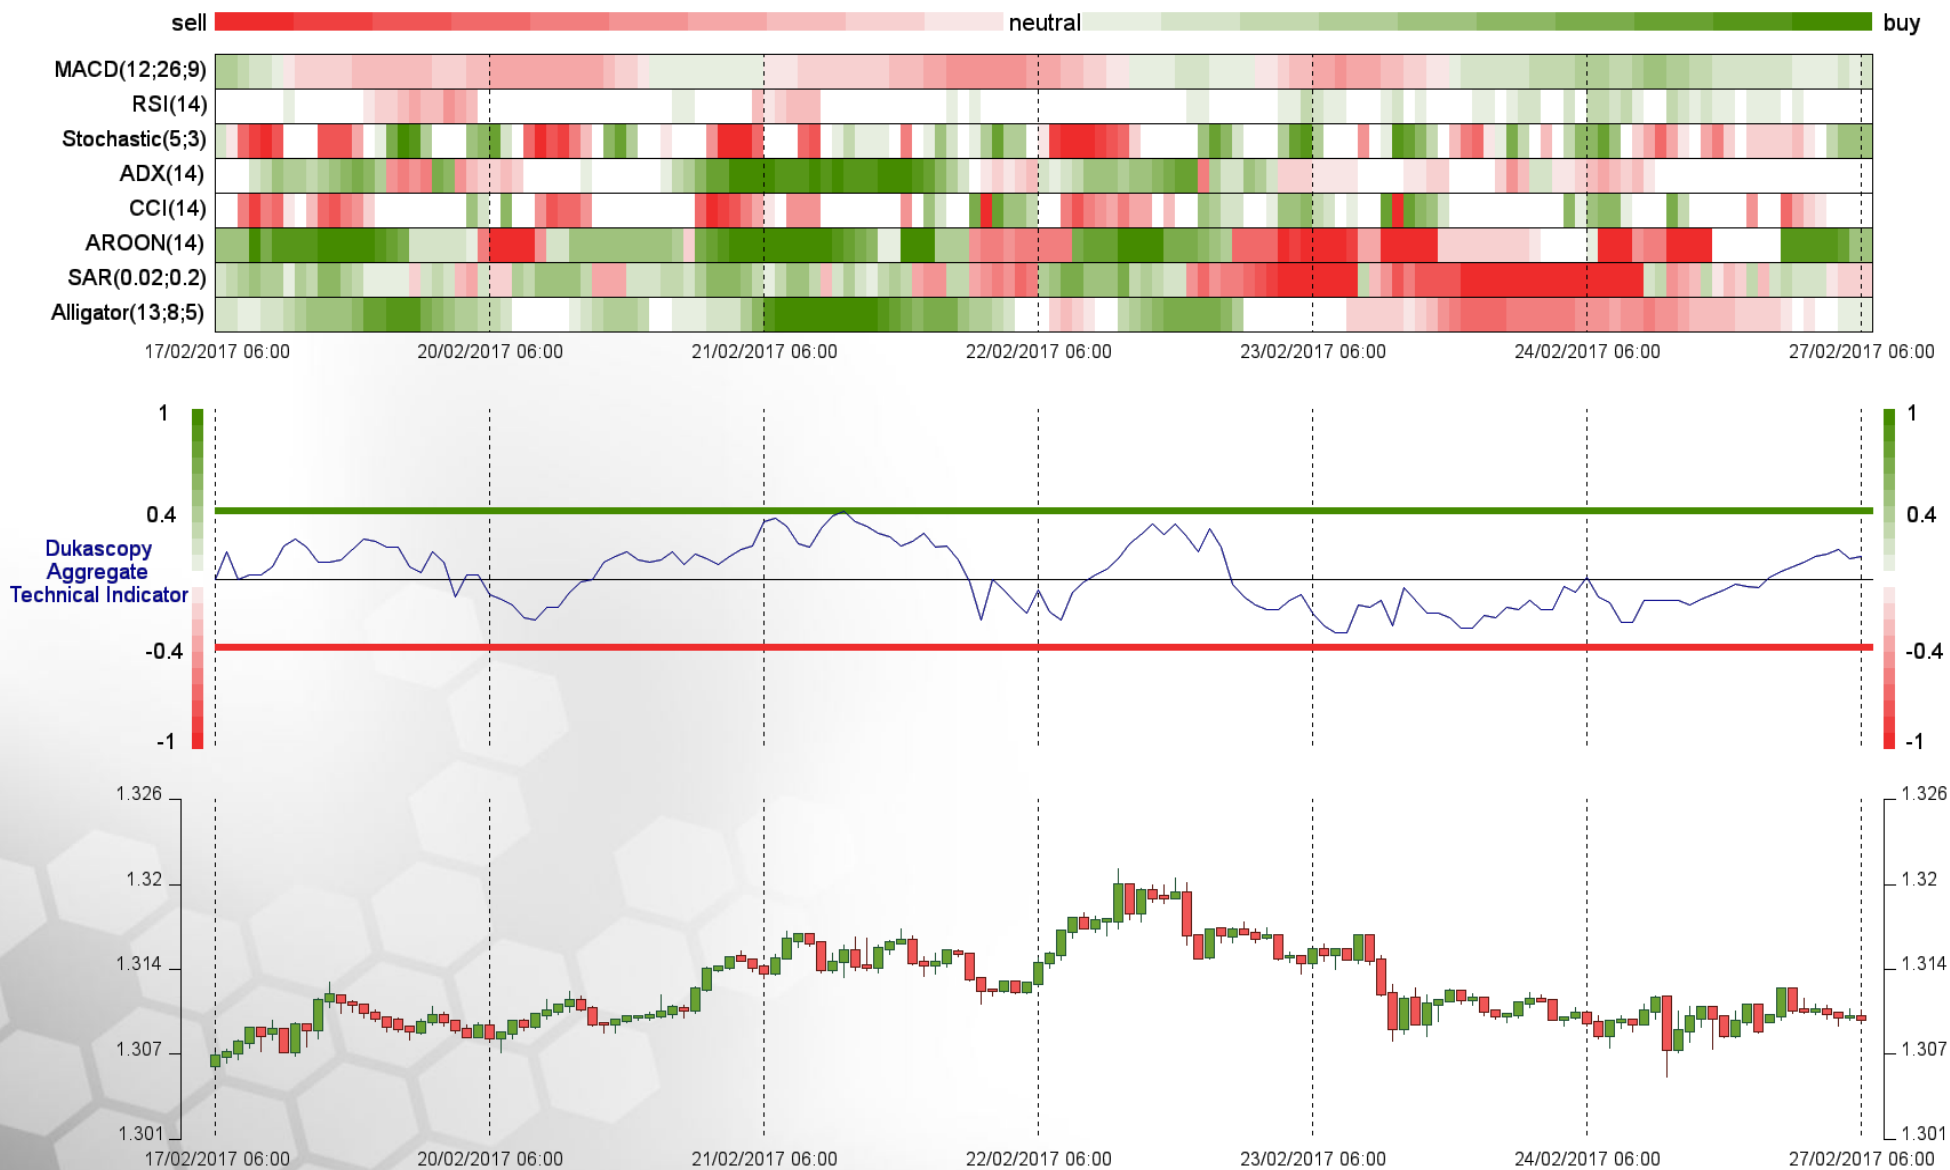 sell neutral buy
MACD(12;26;9)
RSI(14)
Stochastic(5;3)
ADX(14)
CCI(14)
AROON(14)
SAR(0.02;0.2)
Alligator(13;8;5)
17/02/2017 06:00 20/02/2017 06:00 21/02/2017 06:00 22/02/2017 06:00 23/02/2017 06:00 24/02/2017 06:00 27/02/2017 06:00
1 1
0.4 0.4
Dukascopy
Aggregate
Technical Indicator
-0.4 -0.4
-1 -1
1.326 1.326
1.32 1.32
1.314 1.314
1.307 1.307
1.301 1.301
17/02/2017 06:00 20/02/2017 06:00 21/02/2017 06:00 22/02/2017 06:00 23/02/2017 06:00 24/02/2017 06:00 27/02/2017 06:00